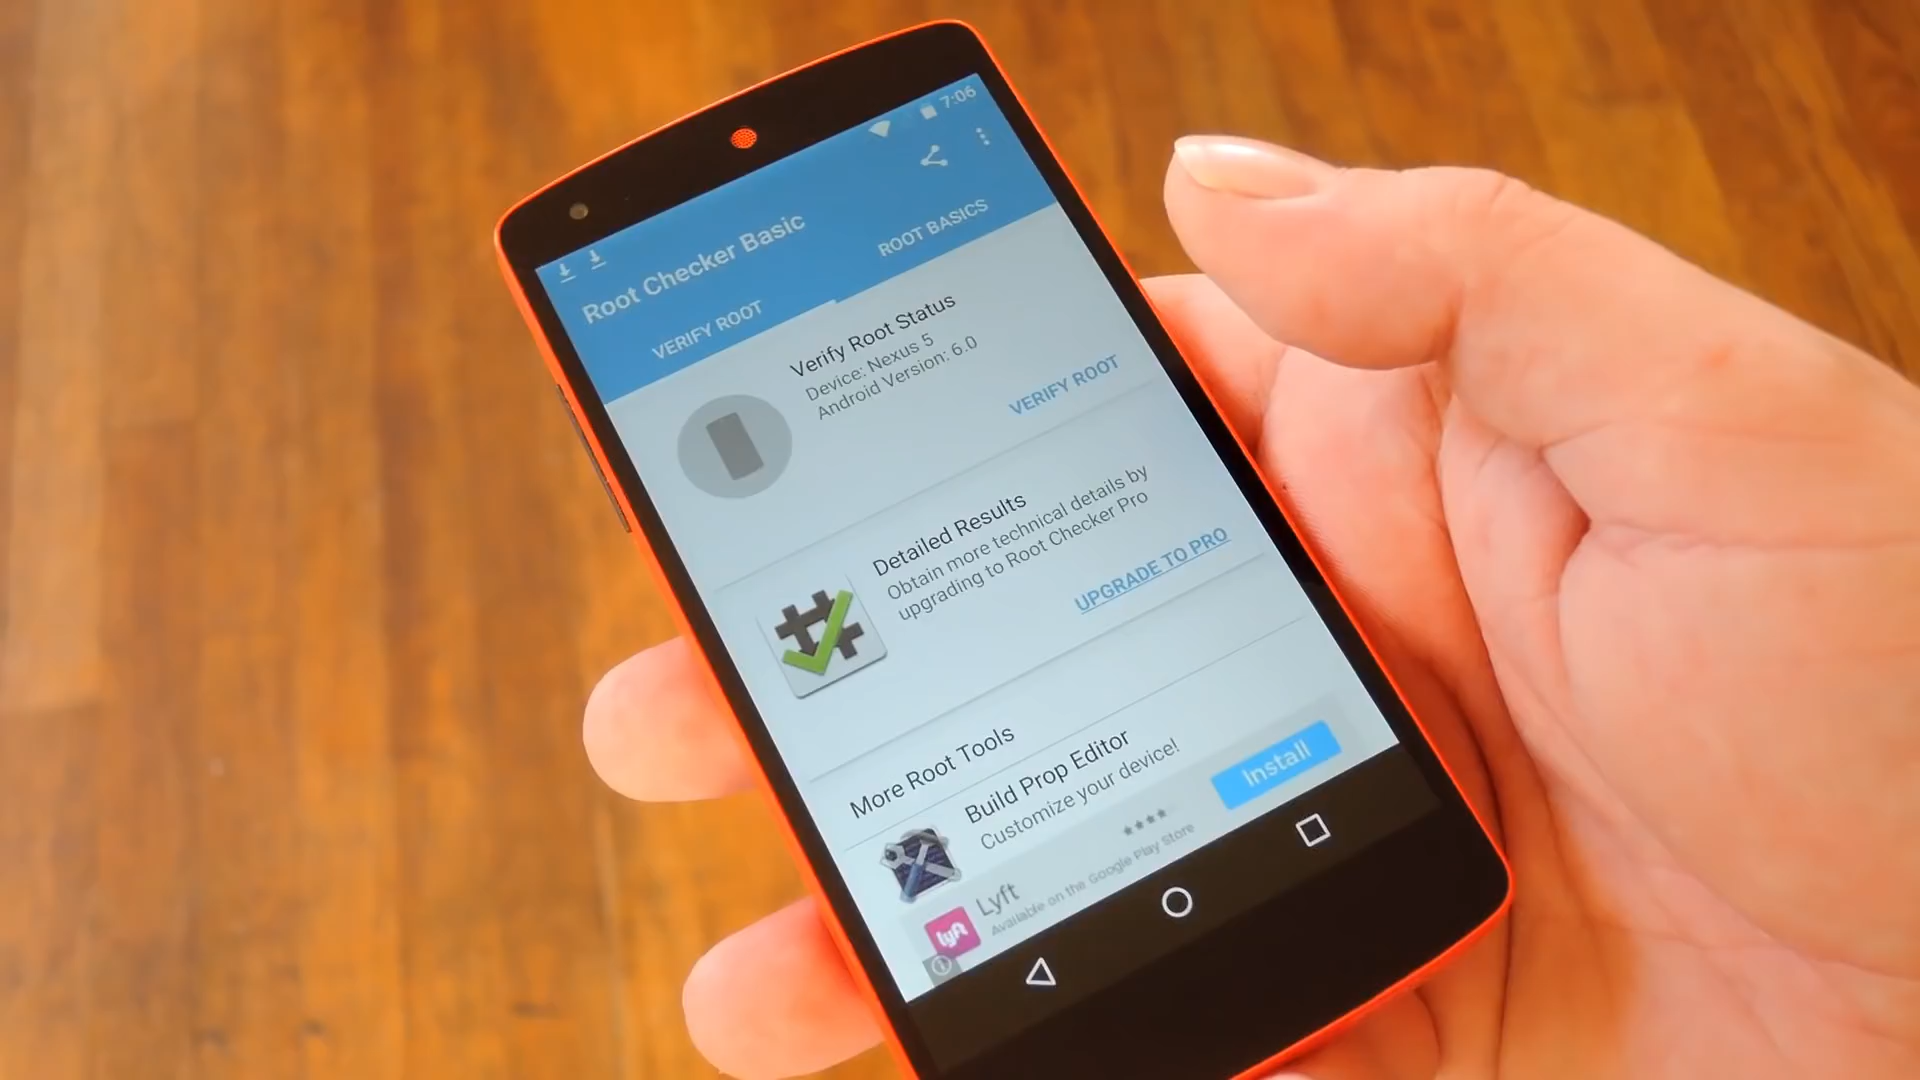 7:06
Root Checker Basic
VERIFY ROOT
ROOT BASICS
Verify Root Status
Device: Nexus 5
Android Version: 6.0
VERIFY ROOT
Detailed Results
Obtain more technical details by
upgrading to Root Checker Pro
UPGRADE TO PRO
More Root Tools
Build Prop Editor
Customize your device!
Install
Lyft
Available on the Google Play Store
lyft